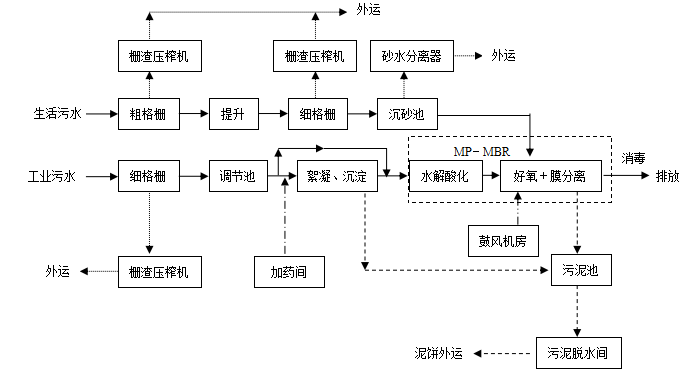 外运
栅渣压榨机
栅渣压榨机
砂水分离器
外运
生活污水
粗格栅
提升
细格栅
沉砂池
MP－MBR
消毒
工业污水
细格栅
调节池
絮凝、沉淀
水解酸化
好氧＋膜分离
排放
鼓风机房
外运
栅渣压榨机
加药间
污泥池
泥饼外运
污泥脱水间